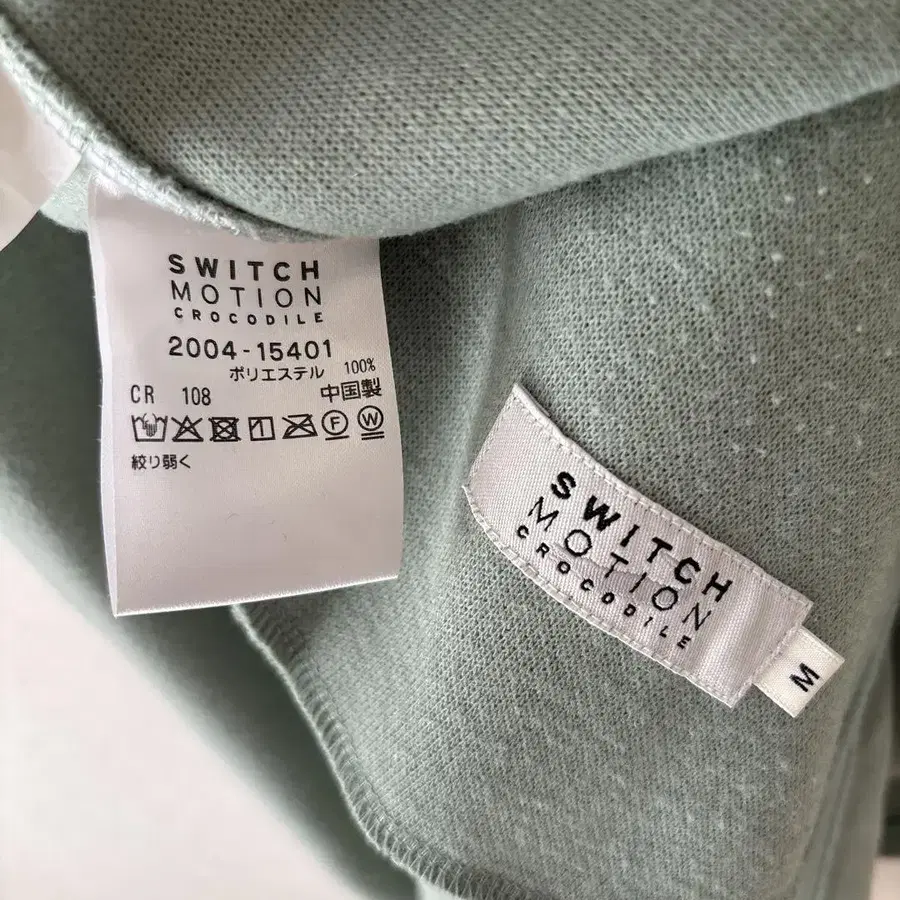 SWITCH
MOTION
CROCODILE
2004-15401
ポリエステル 100%
CR 108 中国製
F W
絞り弱く
SWITCH
MOTION
CROCODILE
M